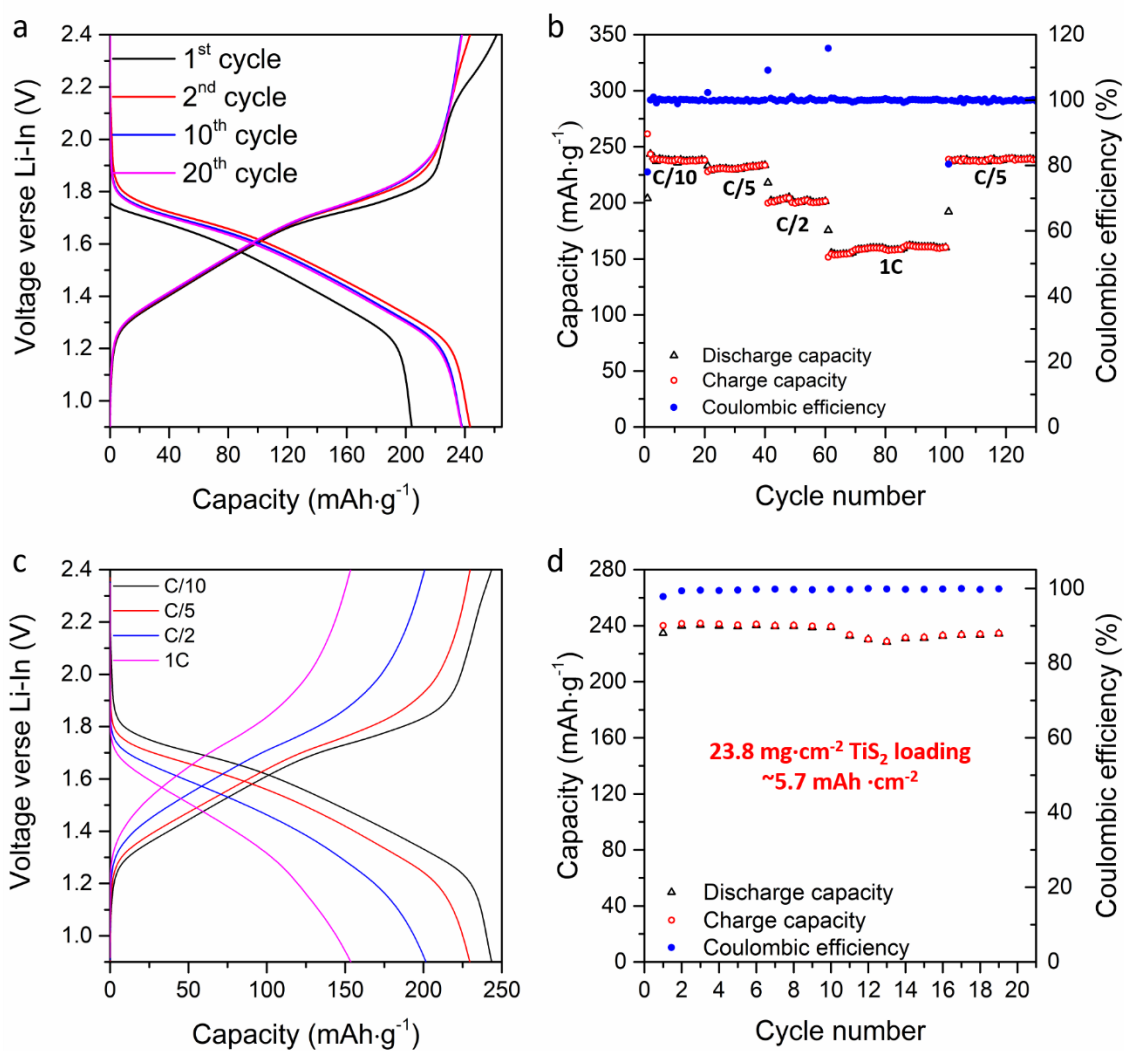 a
2.4
2.2
2.0
1.8
1.6
1.4
1.2
1.0
Voltage verse Li-In (V)
1st cycle
2nd cycle
10th cycle
20th cycle
0 40 80 120 160 200 240
Capacity (mAh·g-1)
b
350
300
250
200
150
100
50
0
Capacity (mAh·g-1)
C/10
C/5
C/2
1C
C/5
Discharge capacity
Charge capacity
Coulombic efficiency
120
100
80
60
40
20
0
Coulombic efficiency (%)
0 20 40 60 80 100 120
Cycle number
c
2.4
2.2
2.0
1.8
1.6
1.4
1.2
1.0
Voltage verse Li-In (V)
C/10
C/5
C/2
1C
0 50 100 150 200 250
Capacity (mAh·g-1)
d
280
240
200
160
120
80
40
0
Capacity (mAh·g-1)
23.8 mg·cm-2 TiS2 loading
~5.7 mAh ·cm-2
Discharge capacity
Charge capacity
Coulombic efficiency
100
80
60
40
20
0
Coulombic efficiency (%)
0 2 4 6 8 10 12 14 16 18 20
Cycle number